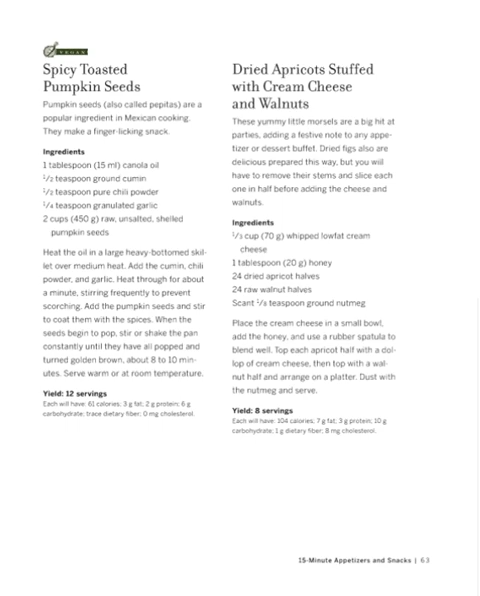 VEGAN
Spicy Toasted
Pumpkin Seeds
Pumpkin seeds (also called pepitas) are a
popular ingredient in Mexican cooking.
They make a finger-licking snack.
Ingredients
1 tablespoon (15 ml) canola oil
1/2 teaspoon ground cumin
1/2 teaspoon pure chili powder
1/4 teaspoon granulated garlic
2 cups (450 g) raw, unsalted, shelled
pumpkin seeds
Heat the oil in a large heavy-bottomed skil-
let over medium heat. Add the cumin, chili
powder, and garlic. Heat through for about
a minute, stirring frequently to prevent
scorching. Add the pumpkin seeds and stir
to coat them with the spices. When the
seeds begin to pop, stir or shake the pan
constantly until they have all popped and
turned golden brown, about 8 to 10 min-
utes. Serve warm or at room temperature.
Yield: 12 servings
Each will have: 61 calories; 3 g fat; 2 g protein; 6 g
carbohydrate; trace dietary fiber; 0 mg cholesterol.
Dried Apricots Stuffed
with Cream Cheese
and Walnuts
These yummy little morsels are a big hit at
parties, adding a festive note to any appe-
tizer or dessert buffet. Dried figs also are
delicious prepared this way, but you will
have to remove their stems and slice each
one in half before adding the cheese and
walnuts.
Ingredients
1/3 cup (70 g) whipped lowfat cream
cheese
1 tablespoon (20 g) honey
24 dried apricot halves
24 raw walnut halves
Scant 1/8 teaspoon ground nutmeg
Place the cream cheese in a small bowl,
add the honey, and use a rubber spatula to
blend well. Top each apricot half with a dol-
lop of cream cheese, then top with a wal-
nut half and arrange on a platter. Dust with
the nutmeg and serve.
Yield: 8 servings
Each will have: 104 calories; 7 g fat; 3 g protein; 10 g
carbohydrate; 1 g dietary fiber; 8 mg cholesterol.
15-Minute Appetizers and Snacks | 63